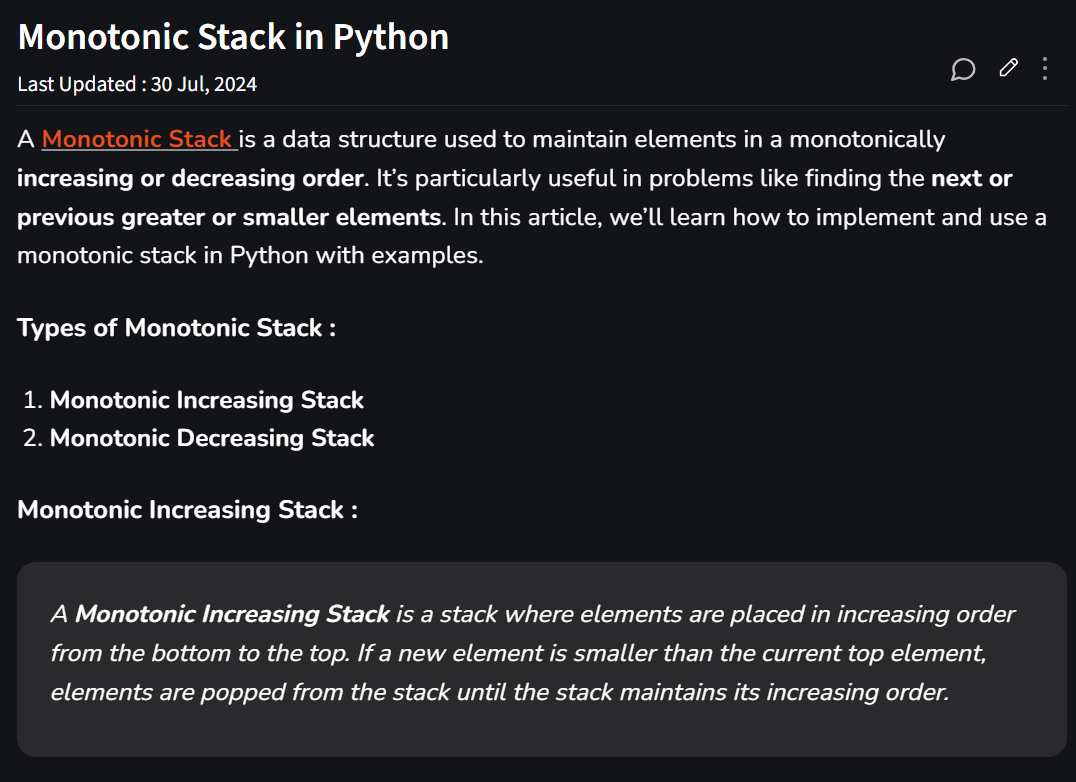 Monotonic Stack in Python
Last Updated : 30 Jul, 2024
A Monotonic Stack is a data structure used to maintain elements in a monotonically
increasing or decreasing order. It’s particularly useful in problems like finding the next or
previous greater or smaller elements. In this article, we’ll learn how to implement and use a
monotonic stack in Python with examples.
Types of Monotonic Stack :
1. Monotonic Increasing Stack
2. Monotonic Decreasing Stack
Monotonic Increasing Stack :
A Monotonic Increasing Stack is a stack where elements are placed in increasing order
from the bottom to the top. If a new element is smaller than the current top element,
elements are popped from the stack until the stack maintains its increasing order.